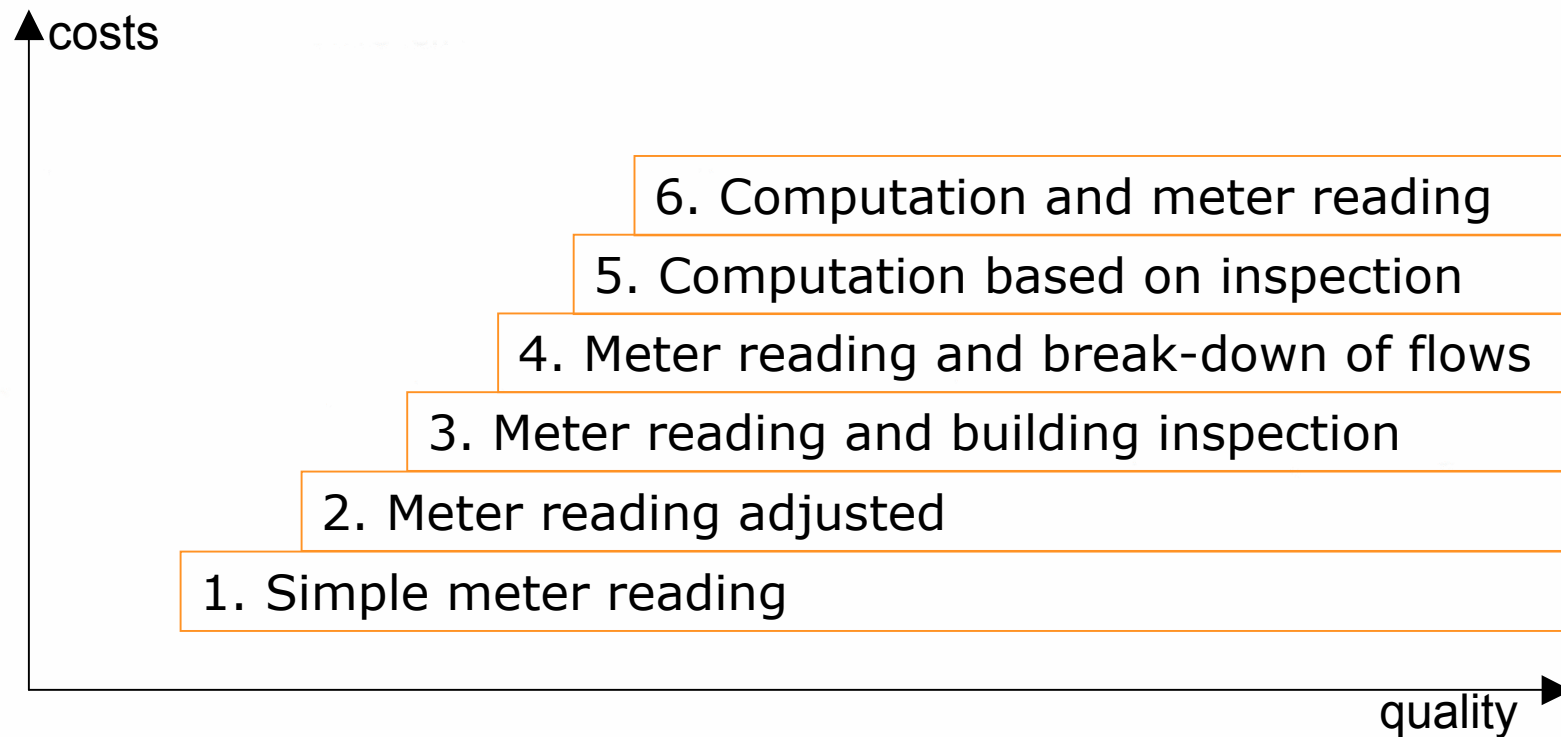 costs
6. Computation and meter reading
5. Computation based on inspection
4. Meter reading and break-down of flows
3. Meter reading and building inspection
2. Meter reading adjusted
1. Simple meter reading
quality